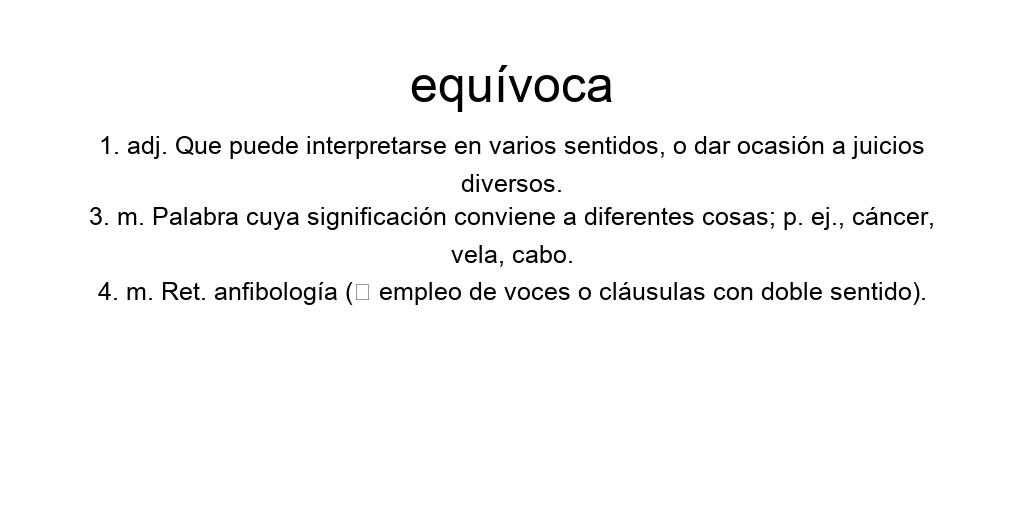 equívoca
1. adj. Que puede interpretarse en varios sentidos, o dar ocasión a juicios
diversos.
3. m. Palabra cuya significación conviene a diferentes cosas; p. ej., cáncer,
vela, cabo.
4. m. Ret. anfibología (□ empleo de voces o cláusulas con doble sentido).